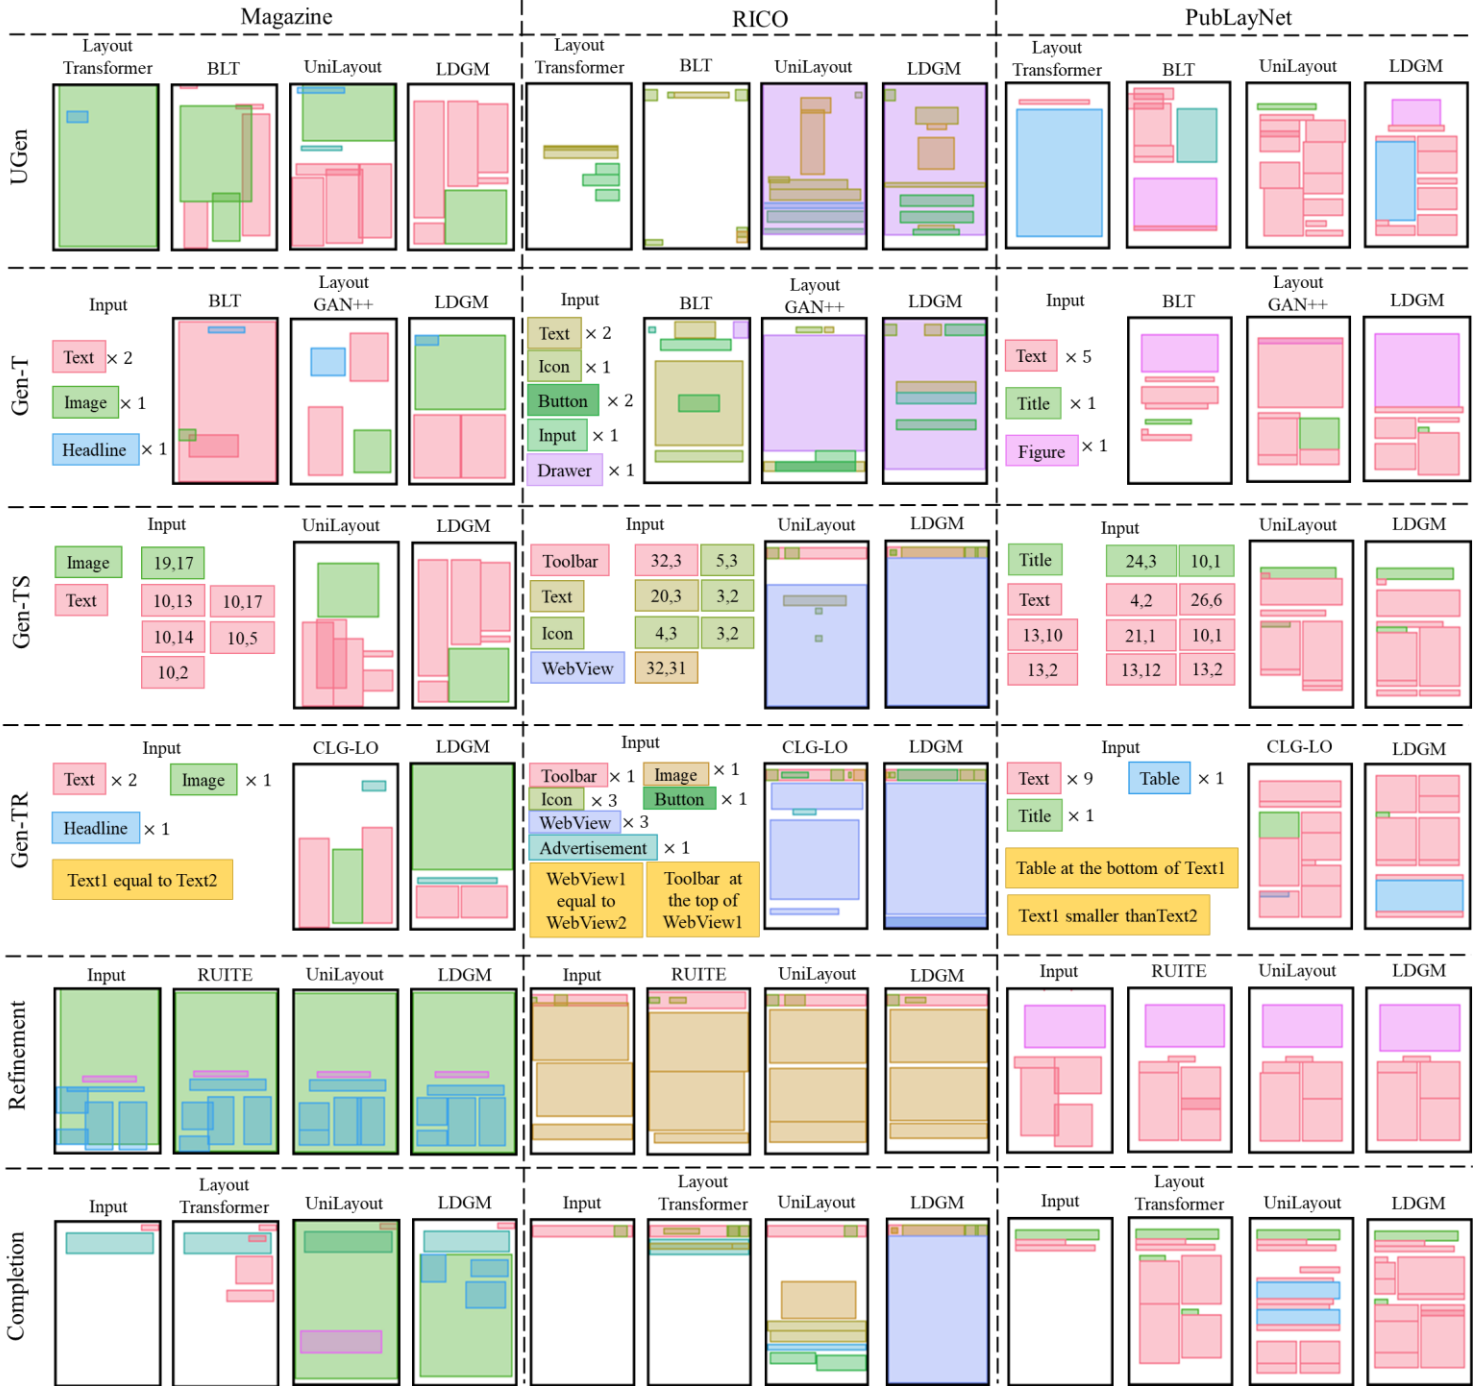 Magazine
RICO
PubLayNet
UGen
Layout
Transformer
BLT
UniLayout
LDGM
Layout
Transformer
BLT
UniLayout
LDGM
Layout
Transformer
BLT
UniLayout
LDGM
Gen-T
Input
Text × 2
Image × 1
Headline × 1
BLT
Layout
GAN++
LDGM
Input
Text × 2
Icon × 1
Button × 2
Input × 1
Drawer × 1
BLT
Layout
GAN++
LDGM
Input
Text × 5
Title × 1
Figure × 1
BLT
Layout
GAN++
LDGM
Gen-TS
Input
Image 19,17
Text 10,13 10,17
10,14 10,5
10,2
UniLayout
LDGM
Input
Toolbar 32,3 5,3
Text 20,3 3,2
Icon 4,3 3,2
WebView 32,31
UniLayout
LDGM
Input
Title 24,3 10,1
Text 4,2 26,6
13,10 21,1 10,1
13,2 13,12 13,2
UniLayout
LDGM
Gen-TR
Input
Text × 2 Image × 1
Headline × 1
Text1 equal to Text2
CLG-LO
LDGM
Input
Toolbar × 1 Image × 1
Icon × 3 Button × 1
WebView × 3
Advertisement × 1
WebView1
equal to
WebView2
Toolbar at
the top of
WebView1
CLG-LO
LDGM
Input
Text × 9 Table × 1
Title × 1
Table at the bottom of Text1
Text1 smaller thanText2
CLG-LO
LDGM
Refinement
Input
RUITE
UniLayout
LDGM
Input
RUITE
UniLayout
LDGM
Input
RUITE
UniLayout
LDGM
Completion
Input
Layout
Transformer
UniLayout
LDGM
Input
Layout
Transformer
UniLayout
LDGM
Input
Layout
Transformer
UniLayout
LDGM